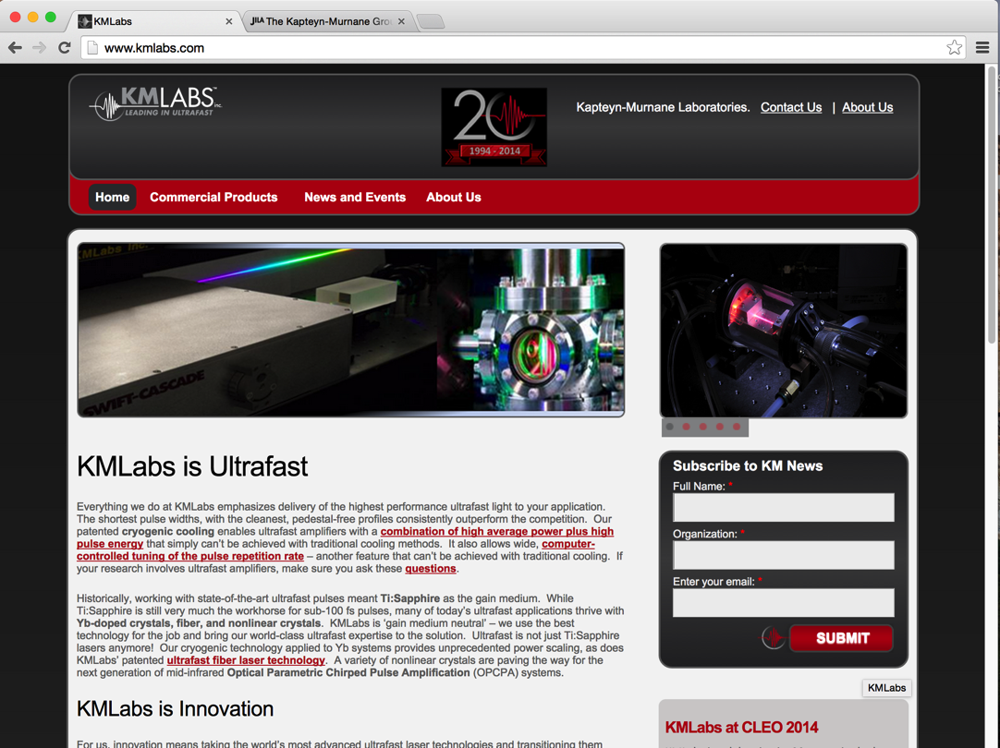 KMLabs
JILA The Kapteyn-Murnane Gro
www.kmlabs.com
KMLABS™ inc.
LEADING IN ULTRAFAST
20
1994 - 2014
Kapteyn-Murnane Laboratories. Contact Us | About Us
Home Commercial Products News and Events About Us
KMLabs Inc.
SWIFT-CASCADE
KMLabs is Ultrafast
Everything we do at KMLabs emphasizes delivery of the highest performance ultrafast light to your application.
The shortest pulse widths, with the cleanest, pedestal-free profiles consistently outperform the competition. Our
patented cryogenic cooling enables ultrafast amplifiers with a combination of high average power plus high
pulse energy that simply can't be achieved with traditional cooling methods. It also allows wide, computer-
controlled tuning of the pulse repetition rate – another feature that can't be achieved with traditional cooling. If
your research involves ultrafast amplifiers, make sure you ask these questions.
Historically, working with state-of-the-art ultrafast pulses meant Ti:Sapphire as the gain medium. While
Ti:Sapphire is still very much the workhorse for sub-100 fs pulses, many of today's ultrafast applications thrive with
Yb-doped crystals, fiber, and nonlinear crystals. KMLabs is 'gain medium neutral' – we use the best
technology for the job and bring our world-class ultrafast expertise to the solution. Ultrafast is not just Ti:Sapphire
lasers anymore! Our cryogenic technology applied to Yb systems provides unprecedented power scaling, as does
KMLabs' patented ultrafast fiber laser technology. A variety of nonlinear crystals are paving the way for the
next generation of mid-infrared Optical Parametric Chirped Pulse Amplification (OPCPA) systems.
KMLabs is Innovation
For us, innovation means taking the world's most advanced ultrafast laser technologies and transitioning them
Subscribe to KM News
Full Name: *
Organization: *
Enter your email: *
SUBMIT
KMLabs
KMLabs at CLEO 2014